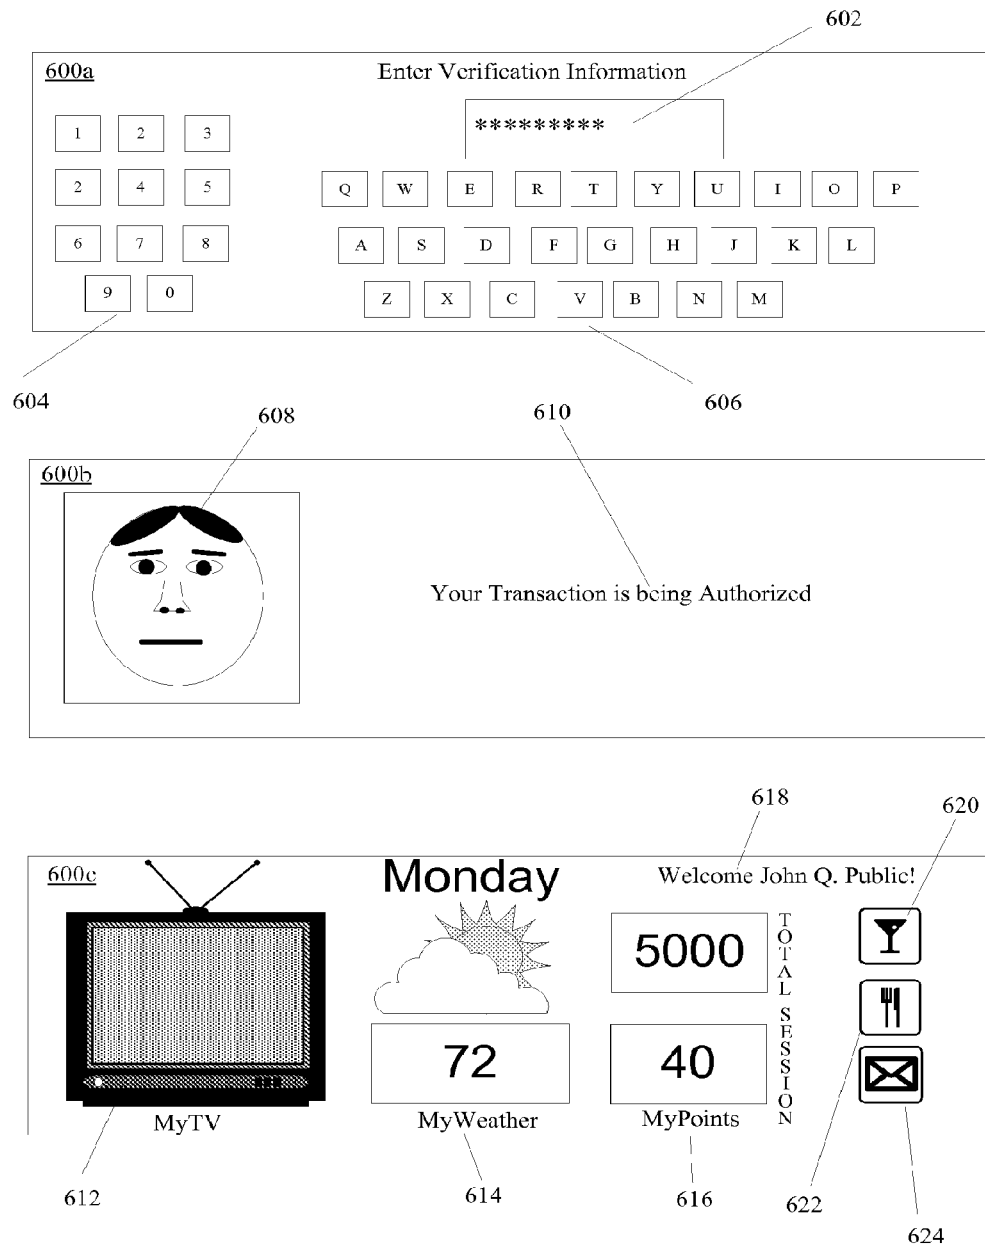 602
600a
Enter Verification Information
*********
1 2 3
Q W E R T Y U I O P
2 4 5
A S D F G H J K L
6 7 8
Z X C V B N M
9 0
604
606
608
610
600b
Your Transaction is being Authorized
618
620
600c
Monday
Welcome John Q. Public!
5000
TOTAL SESSION
72
40
MyTV
MyWeather
MyPoints
612
614
616
622
624